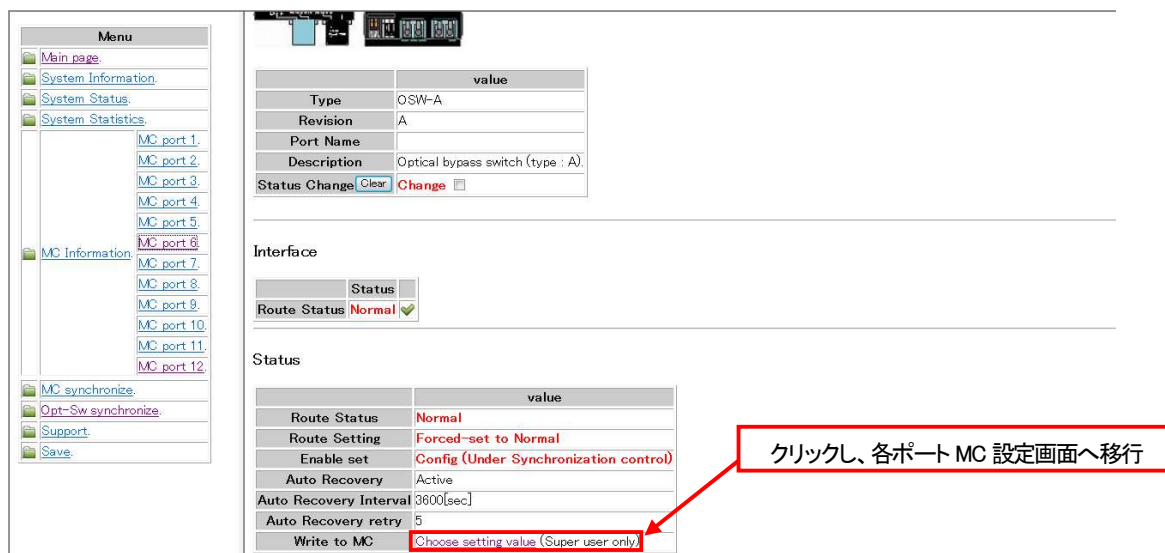 Menu
Main page.
System Information.
System Status.
System Statistics.
MC Information.
MC port 1.
MC port 2.
MC port 3.
MC port 4.
MC port 5.
MC port 6.
MC port 7.
MC port 8.
MC port 9.
MC port 10.
MC port 11.
MC port 12.
MC synchronize.
Opt-Sw synchronize.
Support.
Save.
value
Type OSW-A
Revision A
Port Name
Description Optical bypass switch (type : A).
Status Change Clear Change
Interface
Status
Route Status Normal
Status
value
Route Status Normal
Route Setting Forced-set to Normal
Enable set Config (Under Synchronization control)
Auto Recovery Active
Auto Recovery Interval 3600[sec]
Auto Recovery retry 5
Write to MC Choose setting value (Super user only)
クリックし、各ポート MC 設定画面へ移行